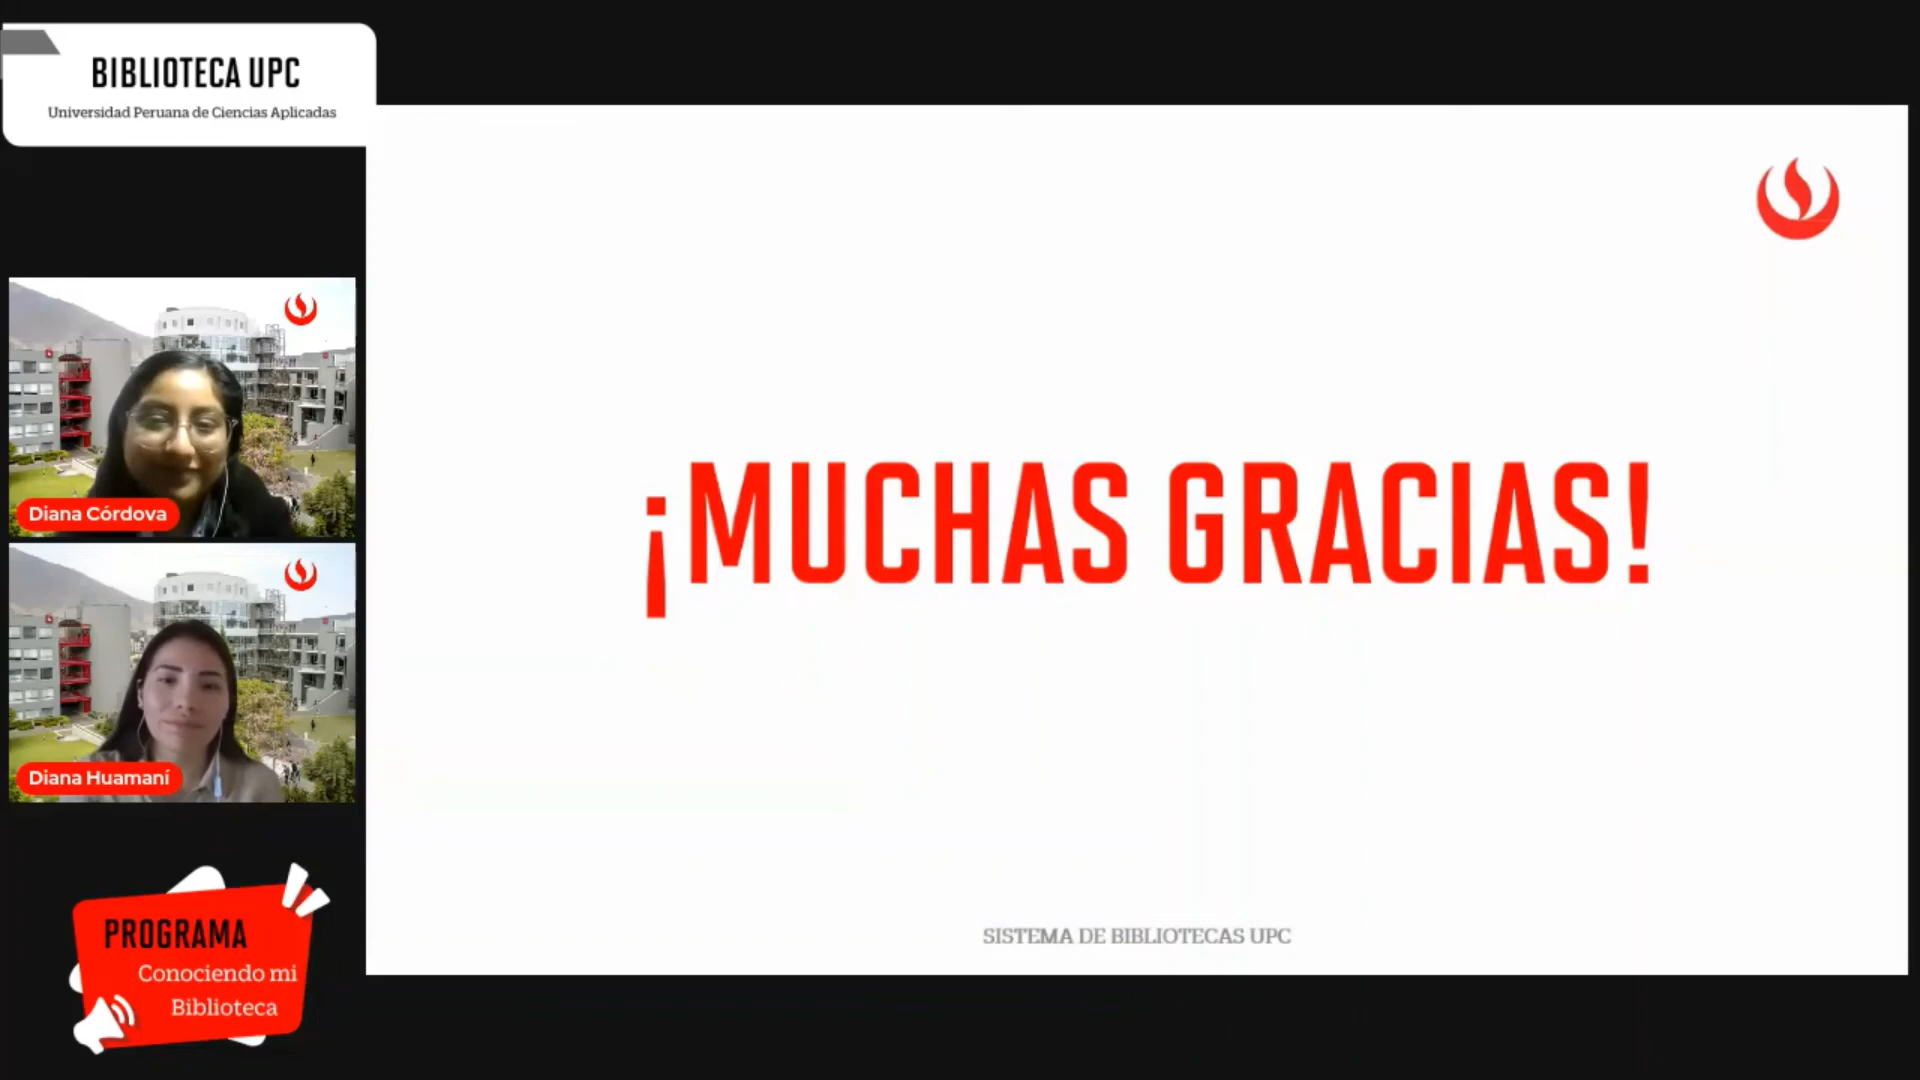 BIBLIOTECA UPC
Universidad Peruana de Ciencias Aplicadas
Diana Córdova
Diana Huamaní
PROGRAMA
Conociendo mi
Biblioteca
¡MUCHAS GRACIAS!
SISTEMA DE BIBLIOTECAS UPC